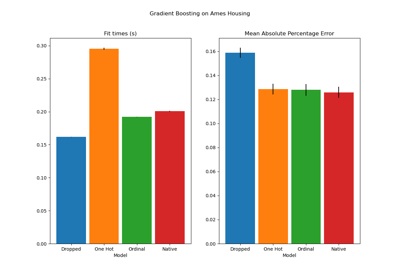 Gradient Boosting on Ames Housing
Fit times (s)
0.30
0.25
0.20
0.15
0.10
0.05
0.00
Dropped One Hot Ordinal Native
Model
Mean Absolute Percentage Error
0.16
0.14
0.12
0.10
0.08
0.06
0.04
0.02
0.00
Dropped One Hot Ordinal Native
Model